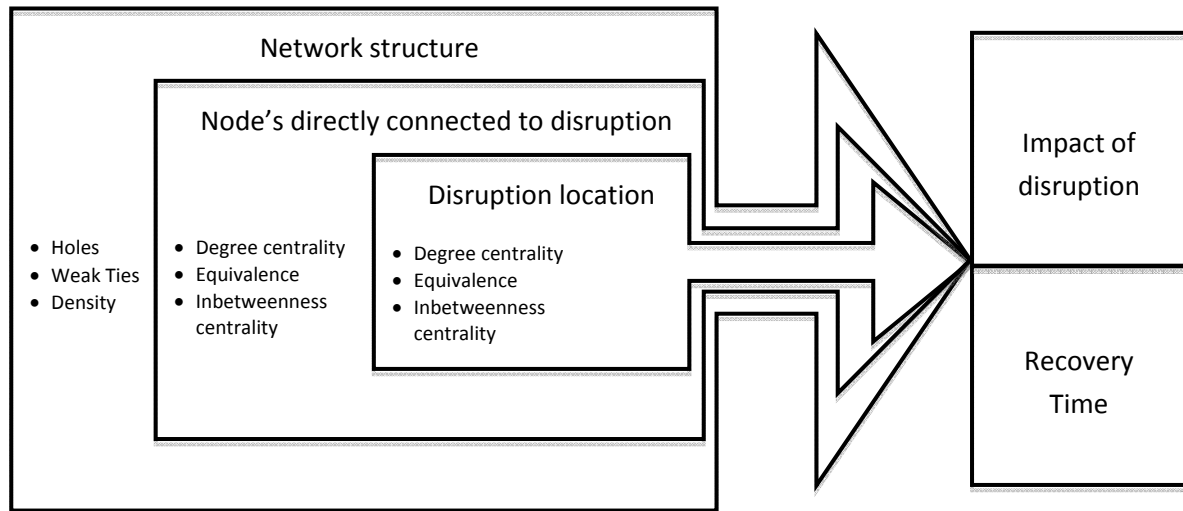 Network structure
Node's directly connected to disruption
Disruption location
• Holes
• Weak Ties
• Density
• Degree centrality
• Equivalence
• Inbetweenness
centrality
• Degree centrality
• Equivalence
• Inbetweenness
centrality
Impact of
disruption
Recovery
Time